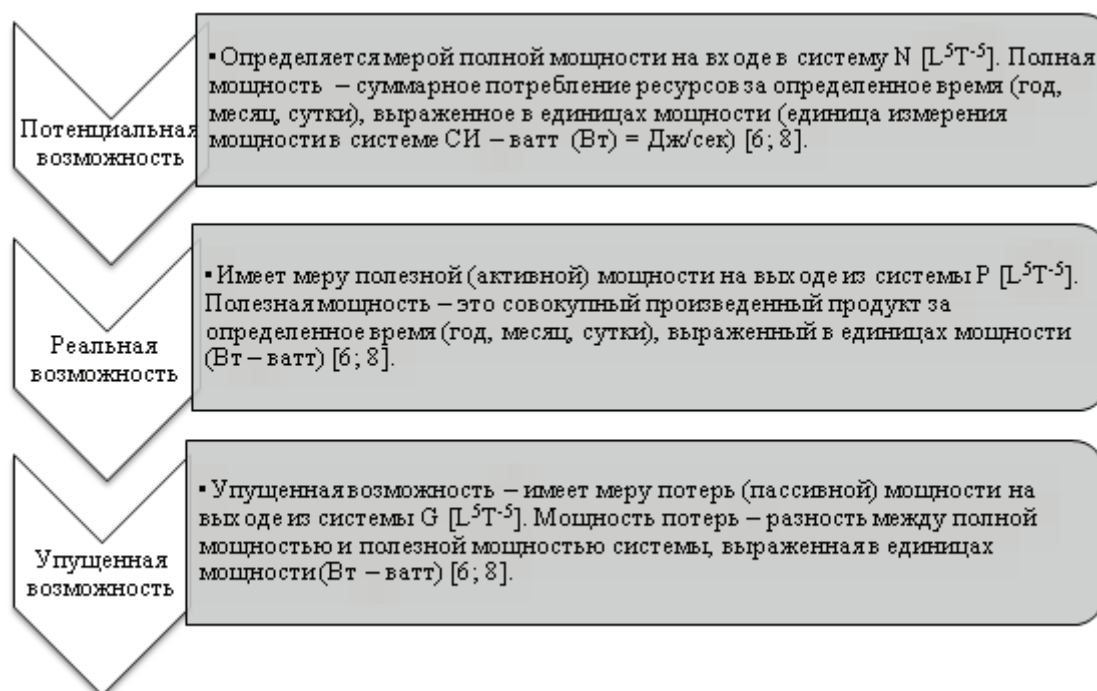 Потенциальная
возможность
▪ Определяется мерой полной мощности на входе в систему N [L⁵T⁻⁵]. Полная
мощность – суммарное потребление ресурсов за определенное время (год,
месяц, сутки), выраженное в единицах мощности (единица измерения
мощности в системе СИ – ватт (Вт) = Дж/сек) [6; 8].
Реальная
возможность
▪ Имеет меру полезной (активной) мощности на выходе из системы P [L⁵T⁻⁵].
Полезная мощность – это совокупный произведенный продукт за
определенное время (год, месяц, сутки), выраженный в единицах мощности
(Вт – ватт) [6; 8].
Упущенная
возможность
▪ Упущенная возможность – имеет меру потерь (пассивной) мощности на
выходе из системы G [L⁵T⁻⁵]. Мощность потерь – разность между полной
мощностью и полезной мощностью системы, выраженная в единицах
мощности (Вт – ватт) [6; 8].